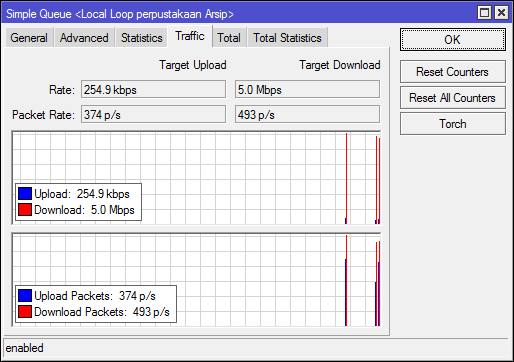 Simple Queue <Local Loop perpustakaan Arsip>
General Advanced Statistics Traffic Total Total Statistics
OK
Reset Counters
Reset All Counters
Torch
Target Upload Target Download
Rate: 254.9 kbps 5.0 Mbps
Packet Rate: 374 p/s 493 p/s
Upload: 254.9 kbps
Download: 5.0 Mbps
Upload Packets: 374 p/s
Download Packets: 493 p/s
enabled